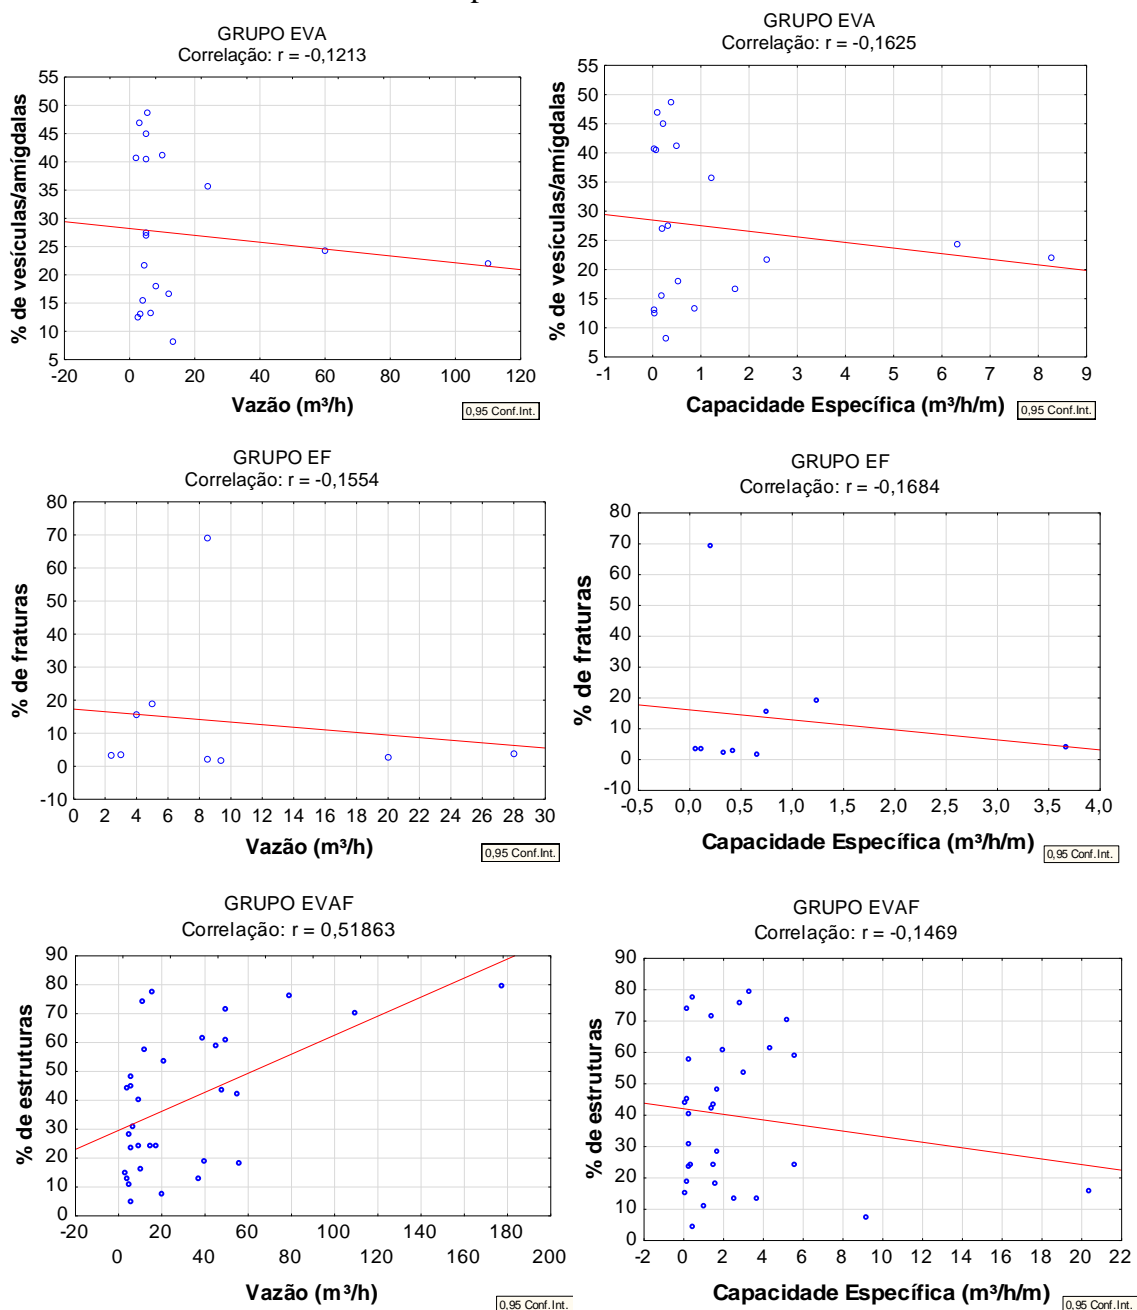 GRUPO EVA
Correlação: r = -0,1213
% de vesículas/amígdalas
55
50
45
40
35
30
25
20
15
10
5
-20 0 20 40 60 80 100 120
Vazão (m³/h)
0,95 Conf.Int.
GRUPO EVA
Correlação: r = -0,1625
% de vesículas/amígdalas
55
50
45
40
35
30
25
20
15
10
5
-1 0 1 2 3 4 5 6 7 8 9
Capacidade Específica (m³/h/m)
0,95 Conf.Int.
GRUPO EF
Correlação: r = -0,1554
% de fraturas
80
70
60
50
40
30
20
10
0
-10
0 2 4 6 8 10 12 14 16 18 20 22 24 26 28 30
Vazão (m³/h)
0,95 Conf.Int.
GRUPO EF
Correlação: r = -0,1684
% de fraturas
80
70
60
50
40
30
20
10
0
-10
-0,5 0,0 0,5 1,0 1,5 2,0 2,5 3,0 3,5 4,0
Capacidade Específica (m³/h/m)
0,95 Conf.Int.
GRUPO EVAF
Correlação: r = 0,51863
% de estruturas
90
80
70
60
50
40
30
20
10
0
-20 0 20 40 60 80 100 120 140 160 180 200
Vazão (m³/h)
0,95 Conf.Int.
GRUPO EVAF
Correlação: r = -0,1469
% de estruturas
90
80
70
60
50
40
30
20
10
0
-2 0 2 4 6 8 10 12 14 16 18 20 22
Capacidade Específica (m³/h/m)
0,95 Conf.Int.